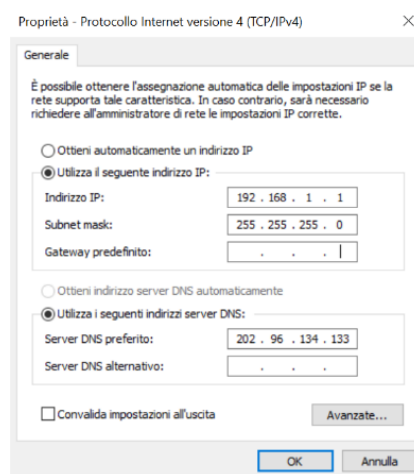 Proprietà - Protocollo Internet versione 4 (TCP/IPv4)
Generale
È possibile ottenere l'assegnazione automatica delle impostazioni IP se la
rete supporta tale caratteristica. In caso contrario, sarà necessario
richiedere all'amministratore di rete le impostazioni IP corrette.
Ottieni automaticamente un indirizzo IP
Utilizza il seguente indirizzo IP:
Indirizzo IP: 192 . 168 . 1 . 1
Subnet mask: 255 . 255 . 255 . 0
Gateway predefinito: . . .
Ottieni indirizzo server DNS automaticamente
Utilizza i seguenti indirizzi server DNS:
Server DNS preferito: 202 . 96 . 134 . 133
Server DNS alternativo: . . .
Convalida impostazioni all'uscita
Avanzate...
OK Annulla